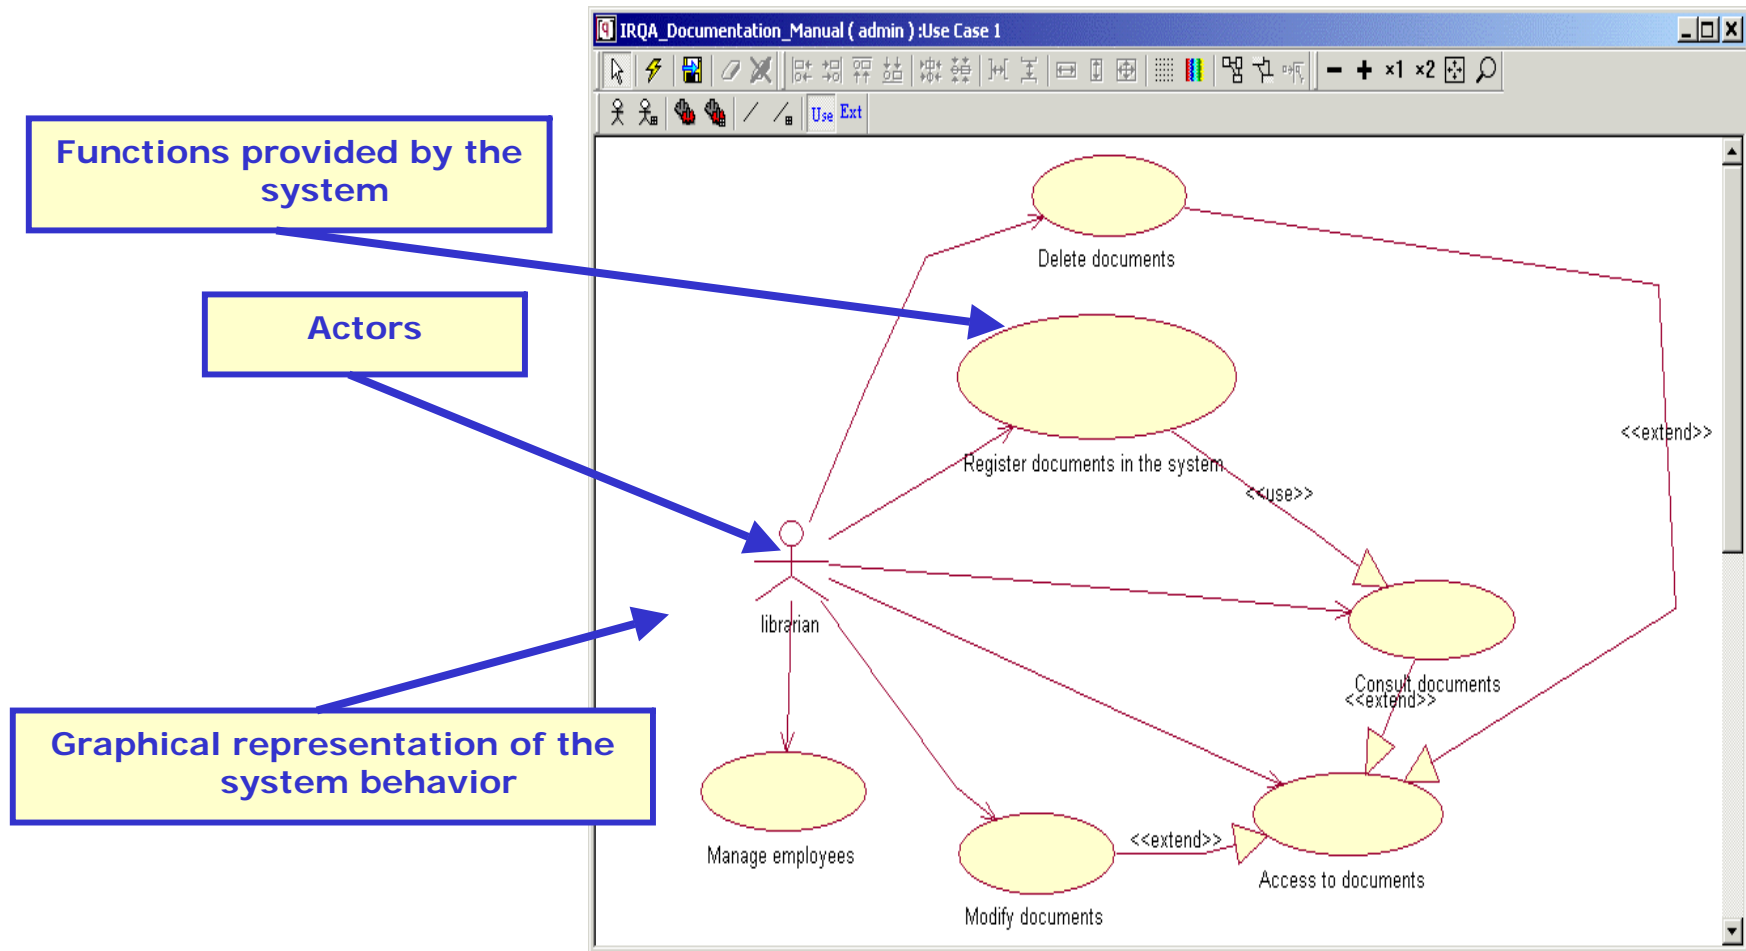 IRQA_Documentation_Manual ( admin ) :Use Case 1
×1 ×2
Use Ext
Functions provided by the
system
Delete documents
Actors
<<extend>>
Register documents in the system
<<use>>
librarian
Consult documents
<<extend>>
Graphical representation of the
system behavior
<<extend>>
Manage employees
Access to documents
Modify documents